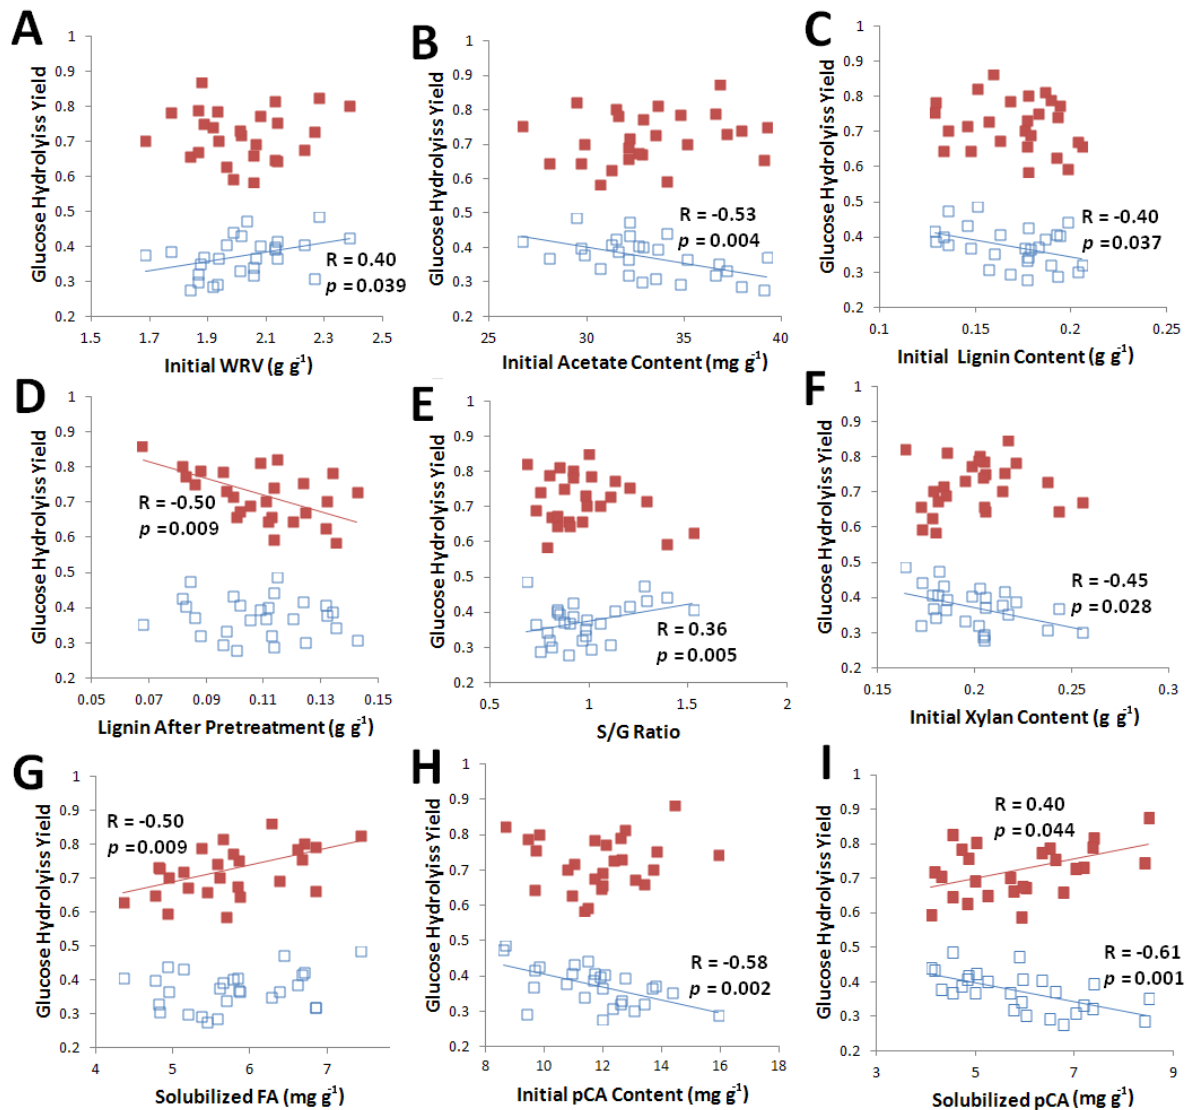 A
Glucose Hydrolyiss Yield
1
0.9
0.8
0.7
0.6
0.5
0.4
0.3
0.2
R = 0.40
p = 0.039
1.5 1.7 1.9 2.1 2.3 2.5
Initial WRV (g g-1)
B
Glucose Hydrolyiss Yield
1
0.9
0.8
0.7
0.6
0.5
0.4
0.3
0.2
R = -0.53
p = 0.004
25 30 35 40
Initial Acetate Content (mg g-1)
C
Glucose Hydrolyiss Yield
1
0.9
0.8
0.7
0.6
0.5
0.4
0.3
0.2
R = -0.40
p = 0.037
0.1 0.15 0.2 0.25
Initial Lignin Content (g g-1)
D
Glucose Hydrolyiss Yield
1
0.9
0.8
0.7
0.6
0.5
0.4
0.3
0.2
R = -0.50
p = 0.009
0.05 0.07 0.09 0.11 0.13 0.15
Lignin After Pretreatment (g g-1)
E
Glucose Hydrolyiss Yield
1
0.9
0.8
0.7
0.6
0.5
0.4
0.3
0.2
R = 0.36
p = 0.005
0.5 1 1.5 2
S/G Ratio
F
Glucose Hydrolyiss Yield
1
0.9
0.8
0.7
0.6
0.5
0.4
0.3
0.2
R = -0.45
p = 0.028
0.15 0.2 0.25 0.3
Initial Xylan Content (g g-1)
G
Glucose Hydrolyiss Yield
1
0.9
0.8
0.7
0.6
0.5
0.4
0.3
0.2
R = -0.50
p = 0.009
4 5 6 7
Solubilized FA (mg g-1)
H
Glucose Hydrolyiss Yield
1
0.9
0.8
0.7
0.6
0.5
0.4
0.3
0.2
R = -0.58
p = 0.002
8 10 12 14 16
Initial pCA Content (mg g-1)
I
Glucose Hydrolyiss Yield
1
0.9
0.8
0.7
0.6
0.5
0.4
0.3
0.2
R = 0.40
p = 0.044
R = -0.61
p = 0.001
3 5 7 9
Solubilized pCA (mg g-1)